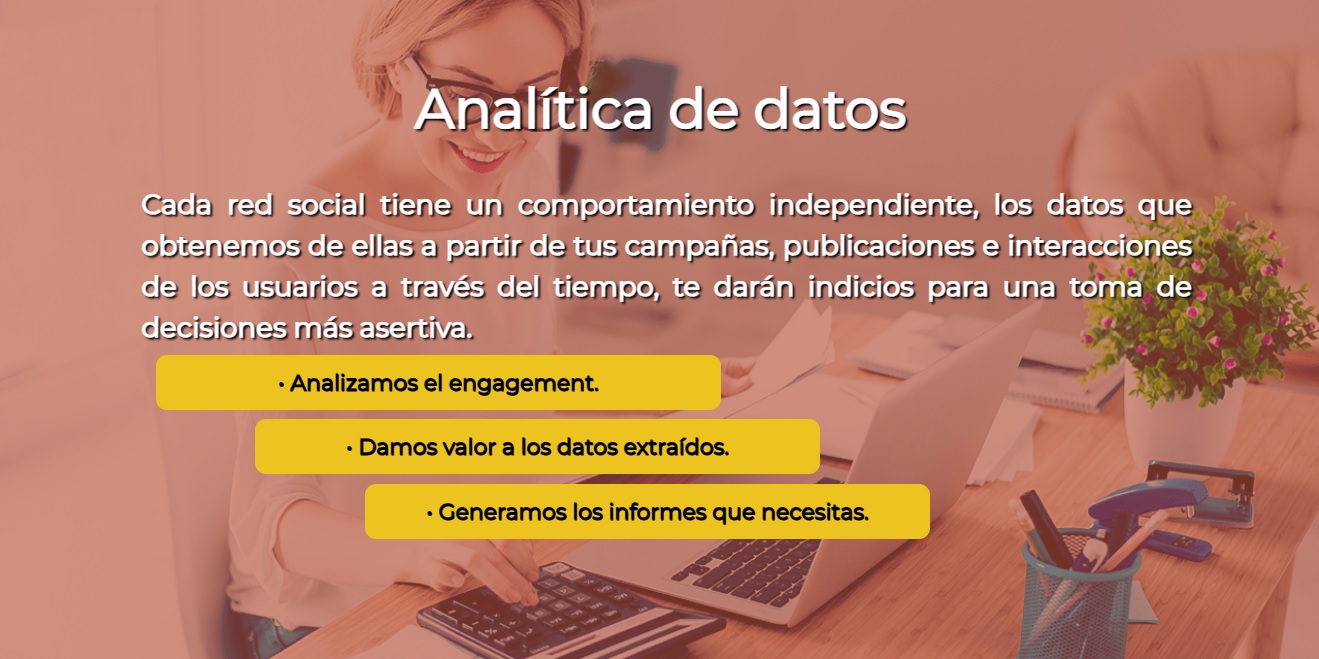 Analítica de datos
Cada red social tiene un comportamiento independiente, los datos que
obtenemos de ellas a partir de tus campañas, publicaciones e interacciones
de los usuarios a través del tiempo, te darán indicios para una toma de
decisiones más asertiva.
• Analizamos el engagement.
• Damos valor a los datos extraídos.
• Generamos los informes que necesitas.